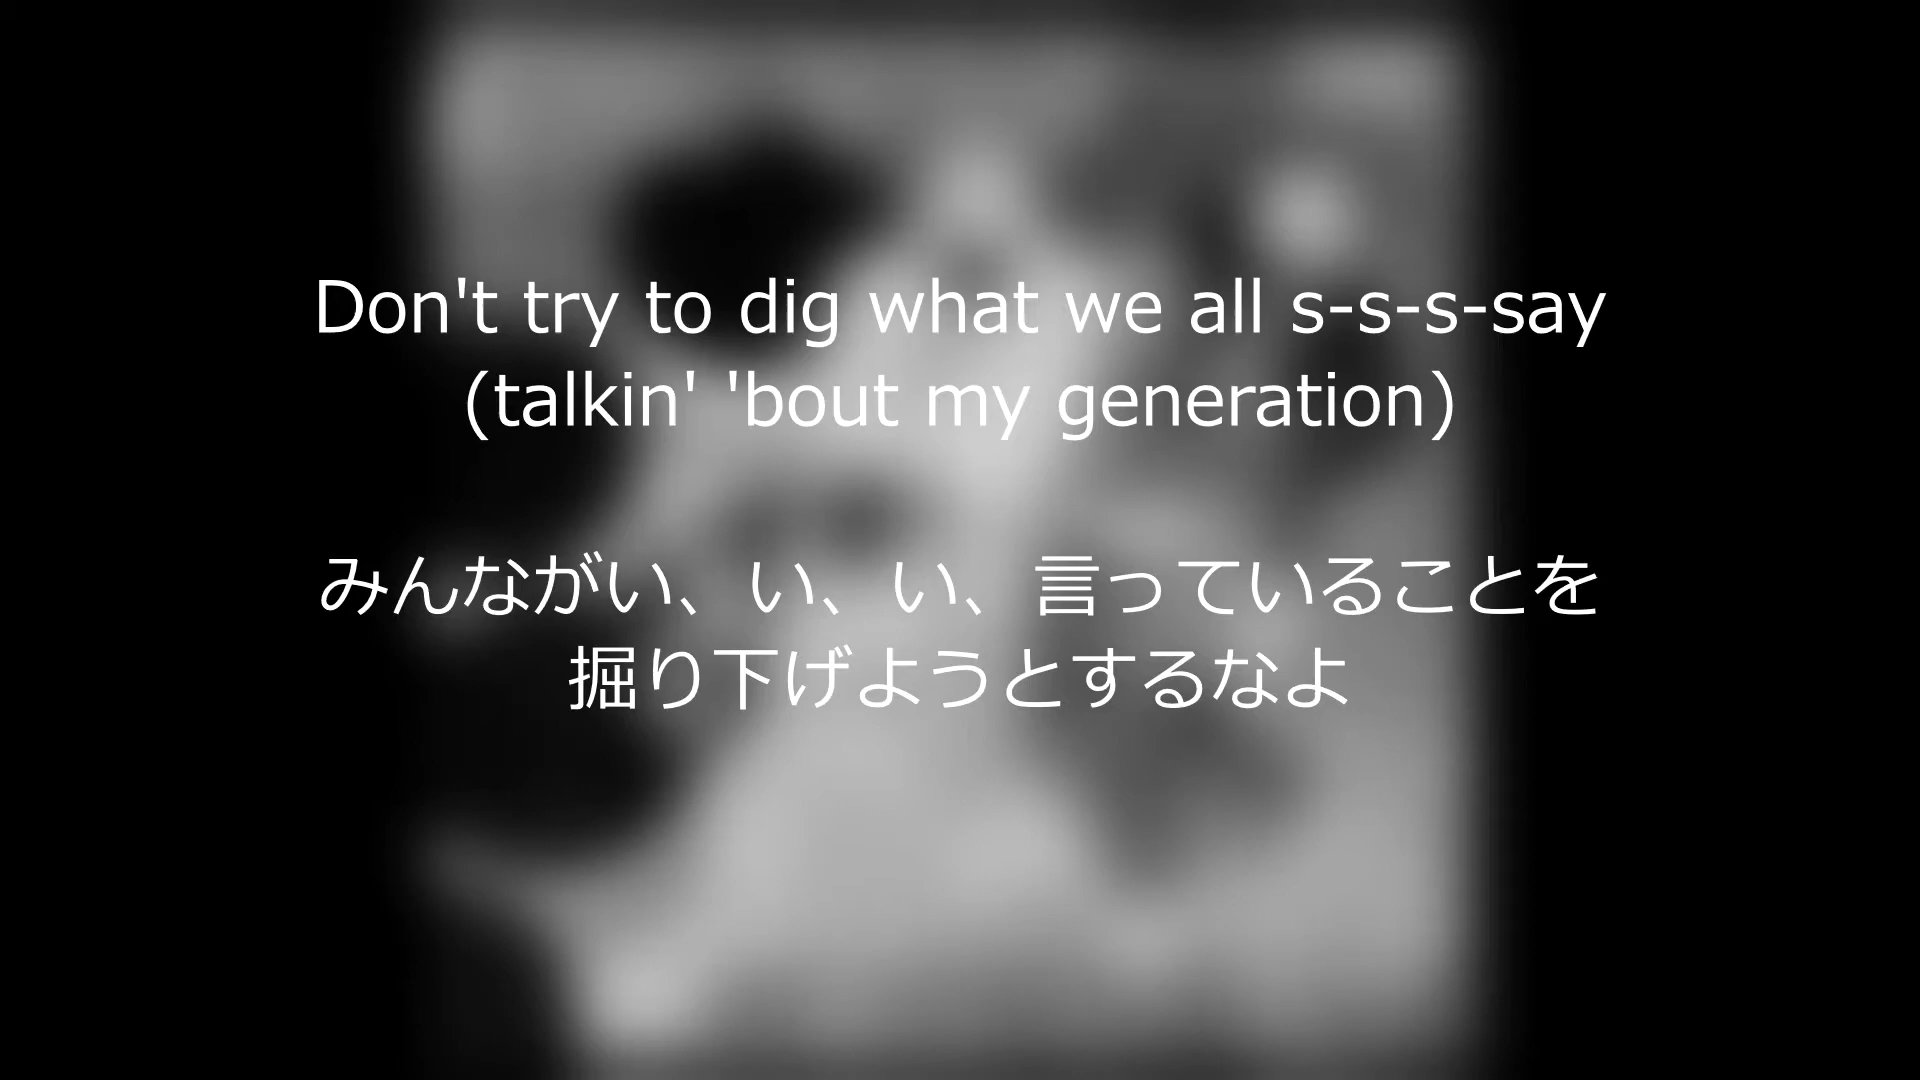 Don't try to dig what we all s-s-s-say
(talkin' 'bout my generation)
みんながい、い、い、言っていることを
掘り下げようとするなよ